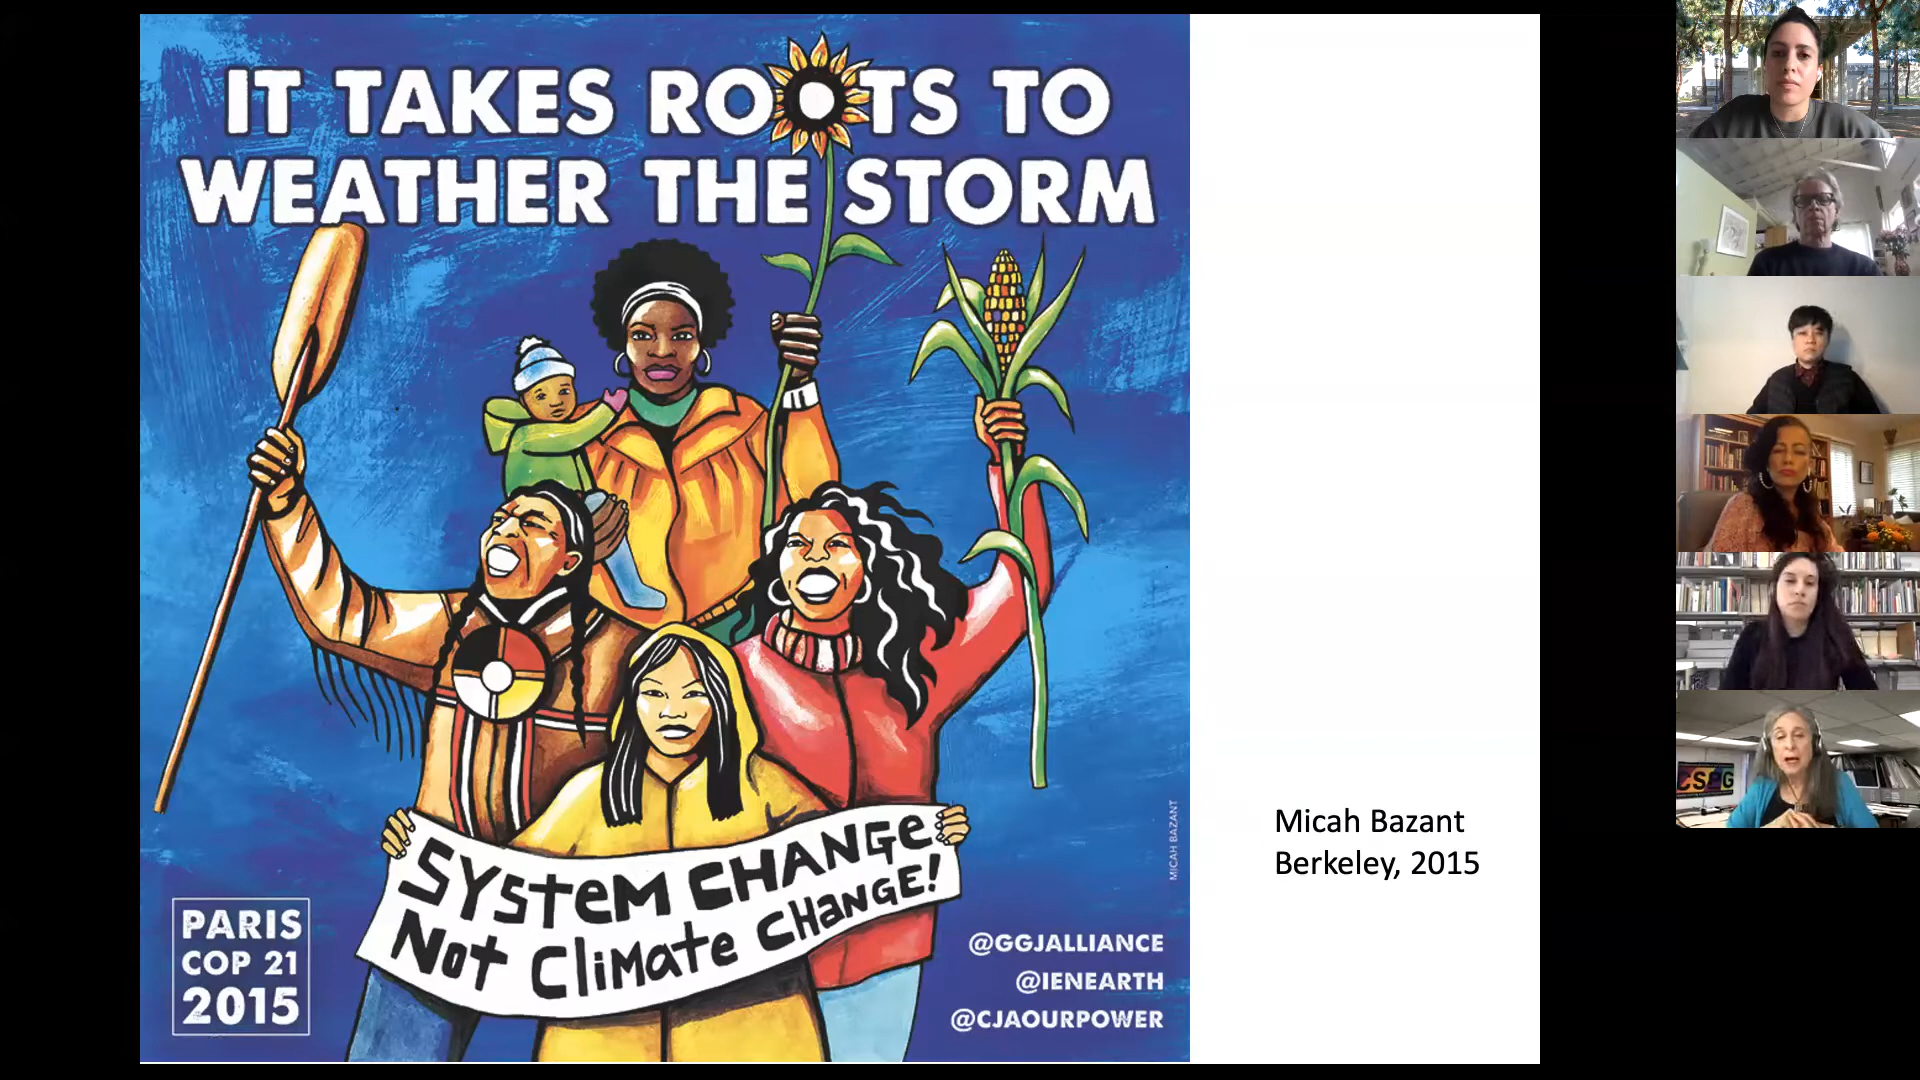 IT TAKES ROOTS TO
WEATHER THE STORM
SYSTEM CHANGE
NOT CLIMATE CHANGE!
PARIS
COP 21
2015
@GGJALLIANCE
@IENEARTH
@CJAOURPOWER
MICAH BAZANT
Micah Bazant
Berkeley, 2015
CSPG